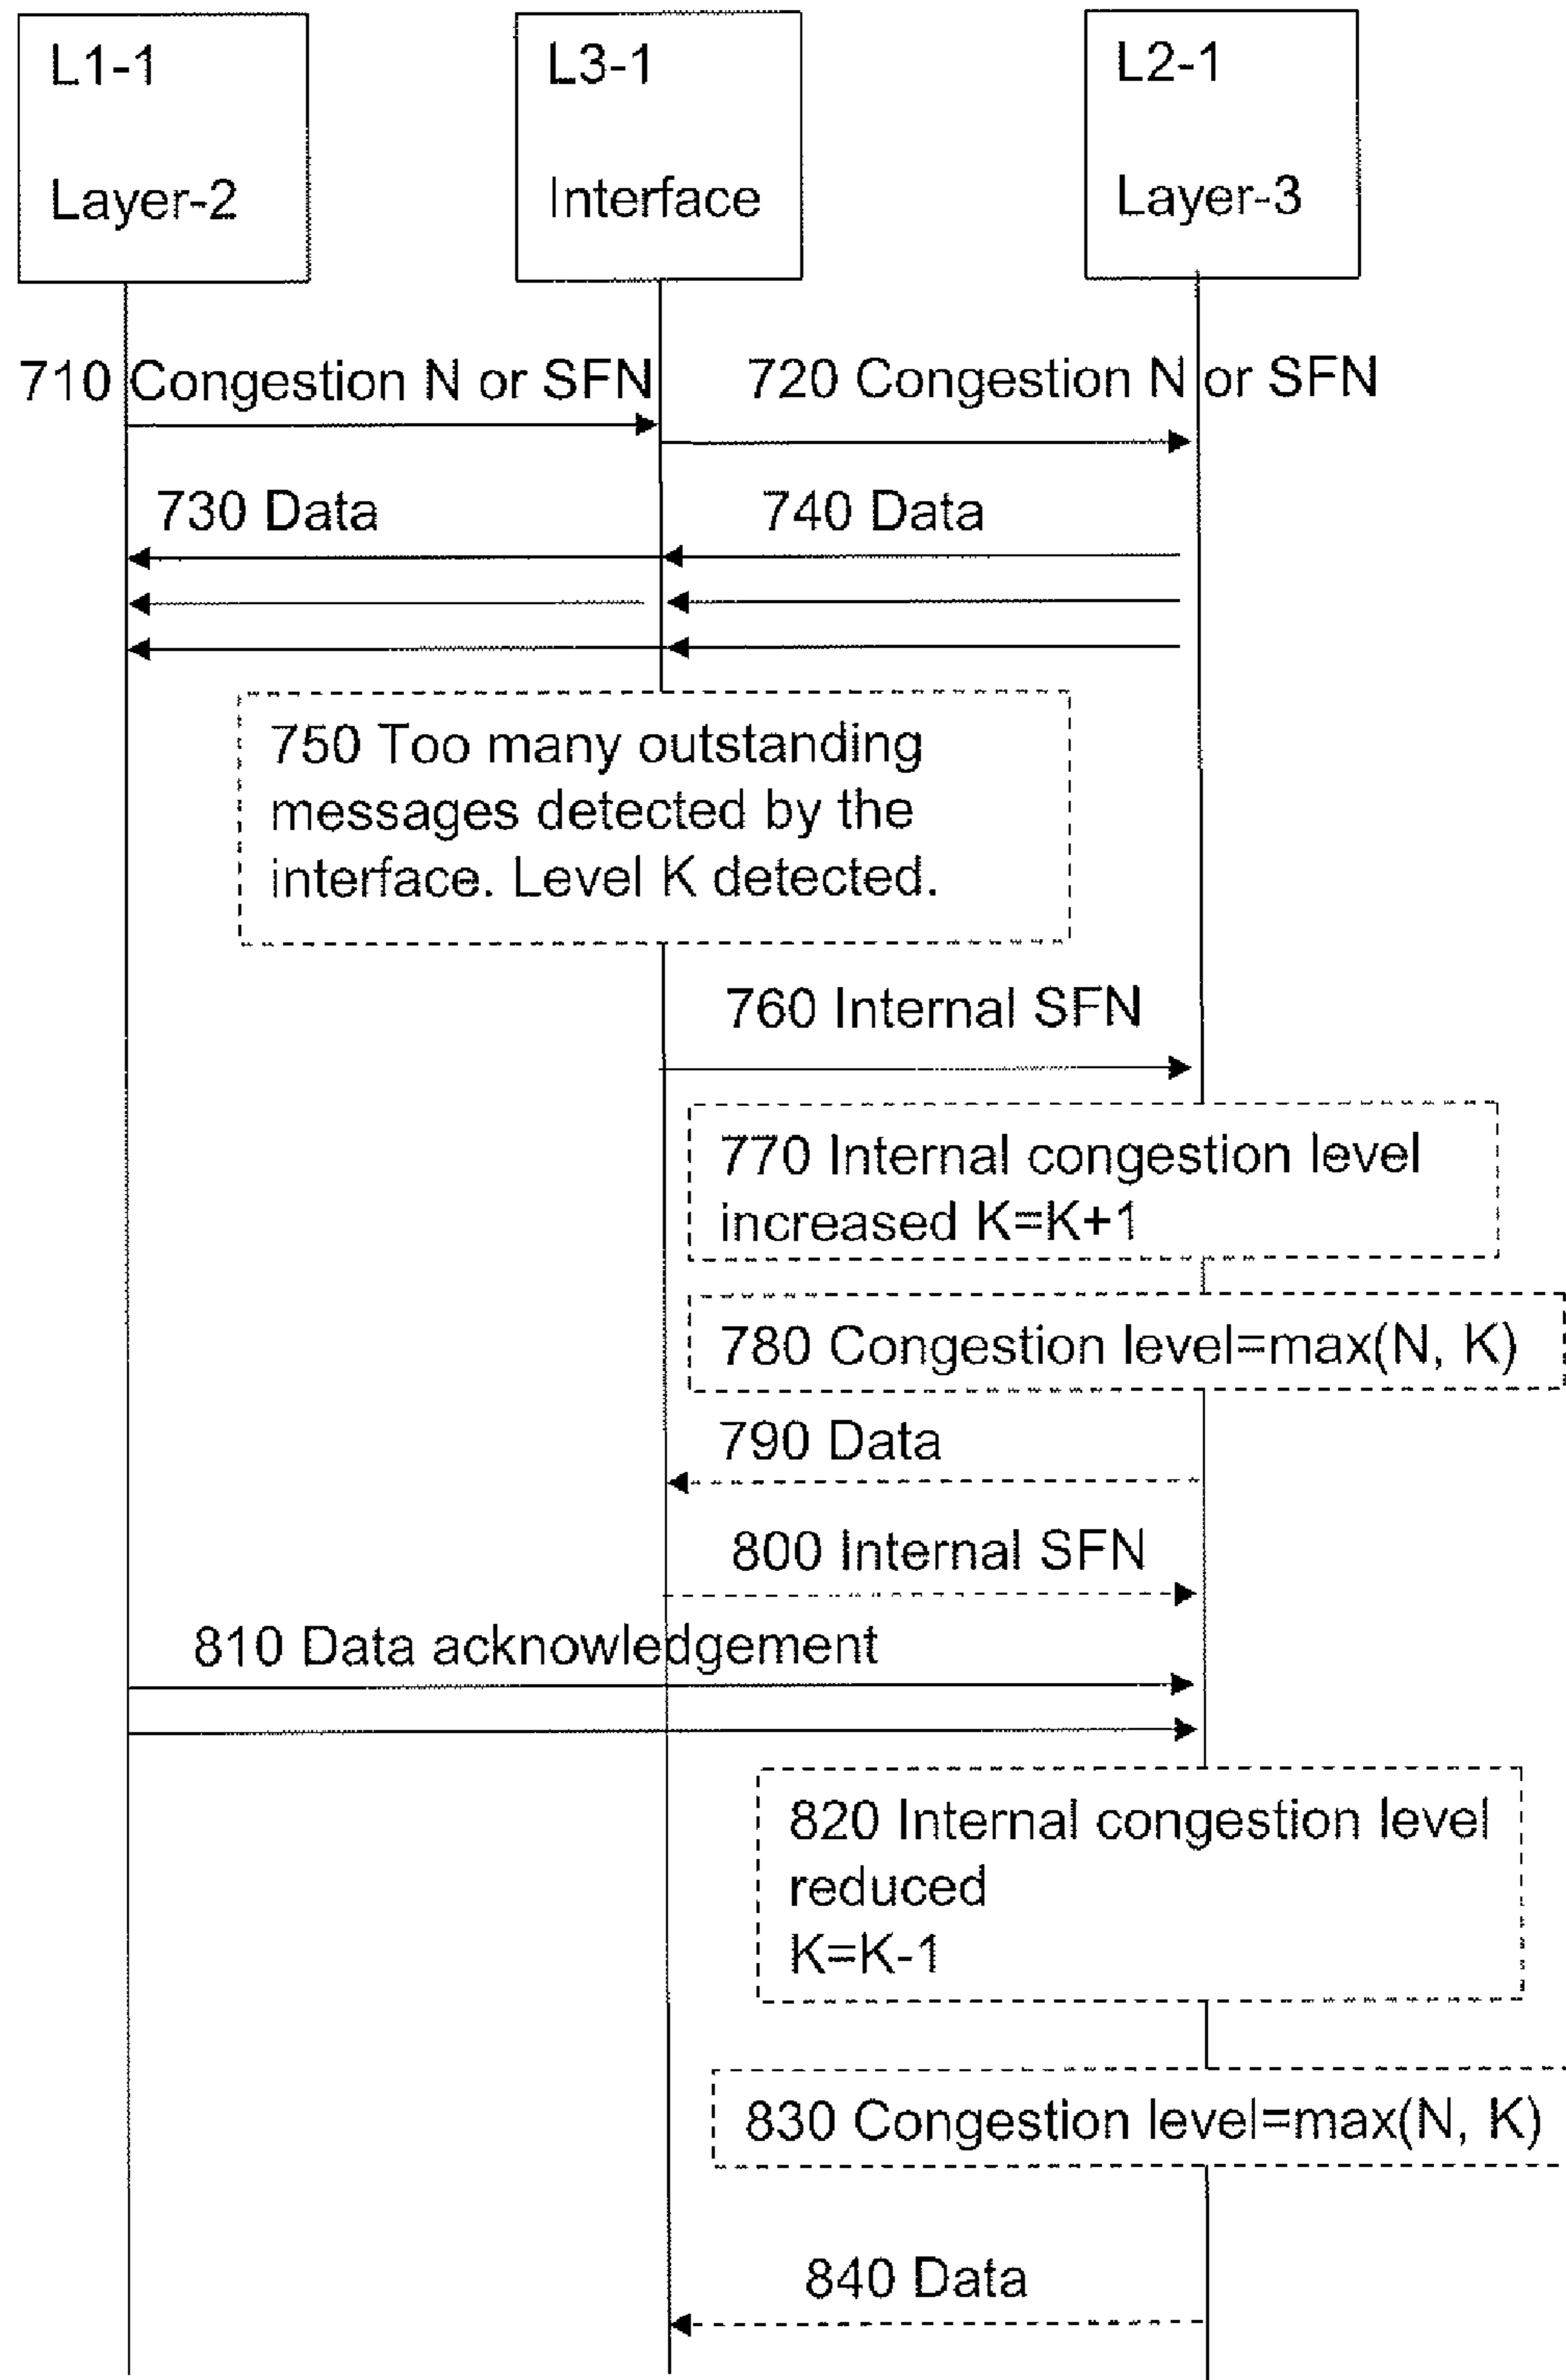 L1-1
Layer-2
L3-1
Interface
L2-1
Layer-3
710 Congestion N or SFN
720 Congestion N or SFN
730 Data
740 Data
750 Too many outstanding
messages detected by the
interface. Level K detected.
760 Internal SFN
770 Internal congestion level
increased K=K+1
780 Congestion level=max(N, K)
790 Data
800 Internal SFN
810 Data acknowledgement
820 Internal congestion level
reduced
K=K-1
830 Congestion level=max(N, K)
840 Data